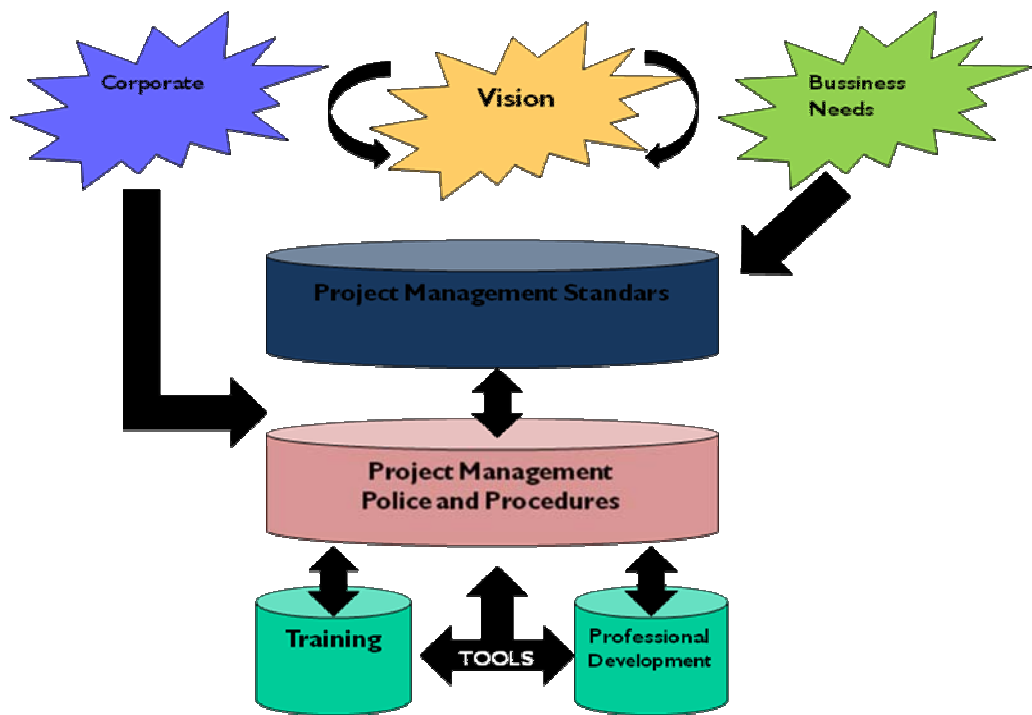 Corporate
Vision
Bussiness
Needs
Project Management Standars
Project Management
Police and Procedures
Training
TOOLS
Professional
Development